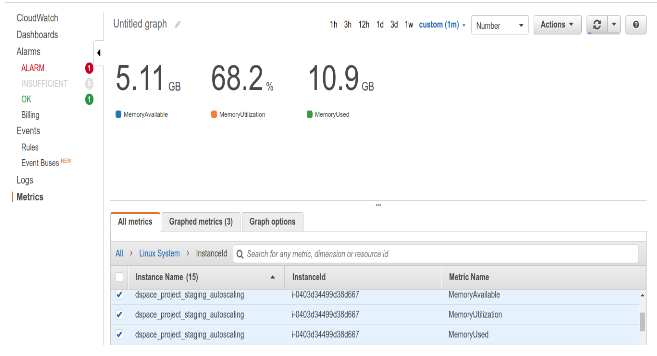 CloudWatch
Dashboards
Alarms
ALARM 1
INSUFFICIENT 0
OK 1
Billing
Events
Rules
Event Buses NEW
Logs
Metrics
Untitled graph
1h 3h 12h 1d 3d 1w custom (1m) Number Actions
5.11 GB 68.2 % 10.9 GB
MemoryAvailable MemoryUtilization MemoryUsed
All metrics Graphed metrics (3) Graph options
All > Linux System > InstanceId Search for any metric, dimension or resource id
Instance Name (15) InstanceId Metric Name
dspace_project_staging_autoscaling i-0403d34499d38d667 MemoryAvailable
dspace_project_staging_autoscaling i-0403d34499d38d667 MemoryUtilization
dspace_project_staging_autoscaling i-0403d34499d38d667 MemoryUsed